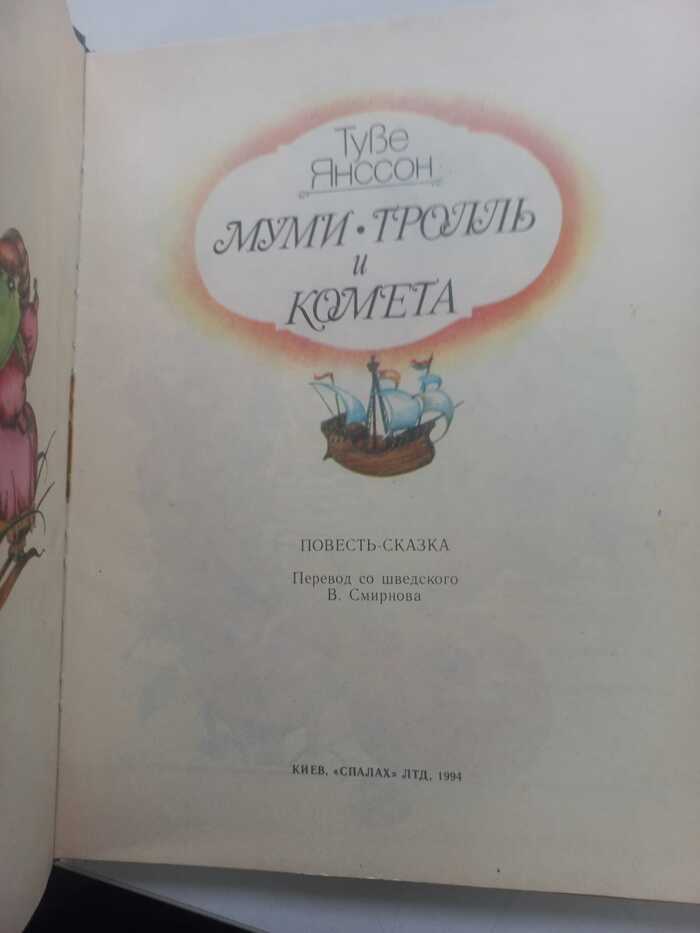 Туве
Янссон
МУМИ·ТРОЛЛЬ
и
КОМЕТА
ПОВЕСТЬ-СКАЗКА
Перевод со шведского
В. Смирнова
КИЕВ, «СПАЛАХ» ЛТД, 1994